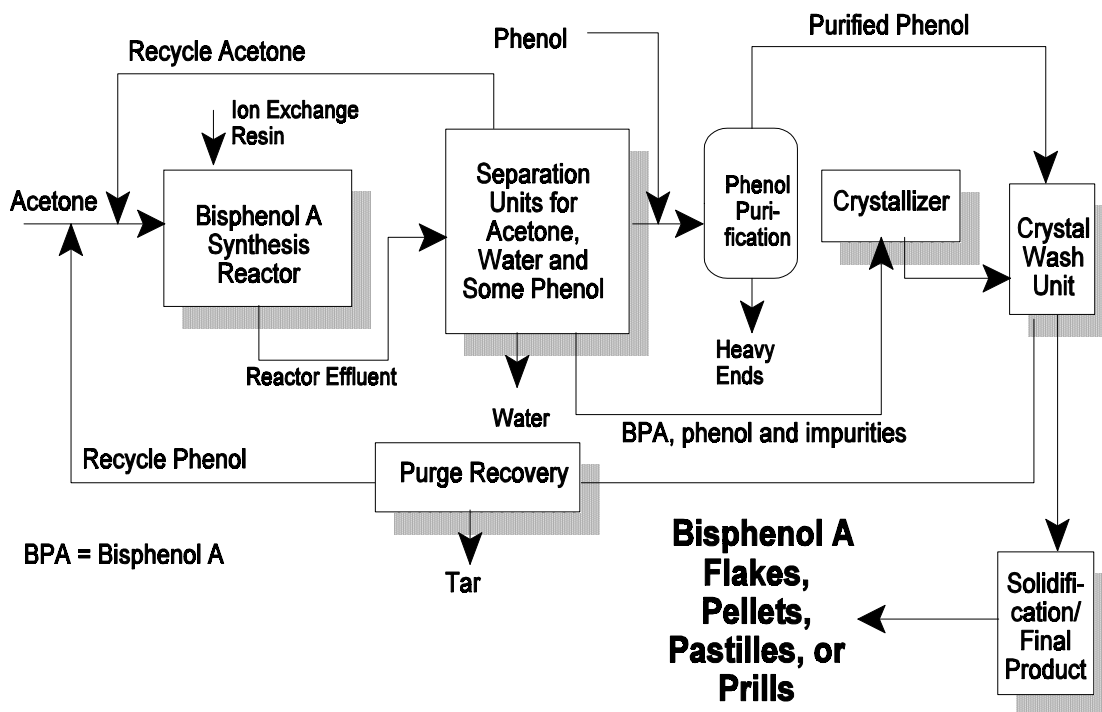 Recycle Acetone
Phenol
Purified Phenol
Ion Exchange
Resin
Acetone
Bisphenol A
Synthesis
Reactor
Separation
Units for
Acetone,
Water and
Some Phenol
Phenol
Puri-
fication
Crystallizer
Crystal
Wash
Unit
Reactor Effluent
Water
Heavy
Ends
BPA, phenol and impurities
Recycle Phenol
Purge Recovery
Tar
BPA = Bisphenol A
Bisphenol A
Flakes,
Pellets,
Pastilles, or
Prills
Solidifi-
cation/
Final
Product